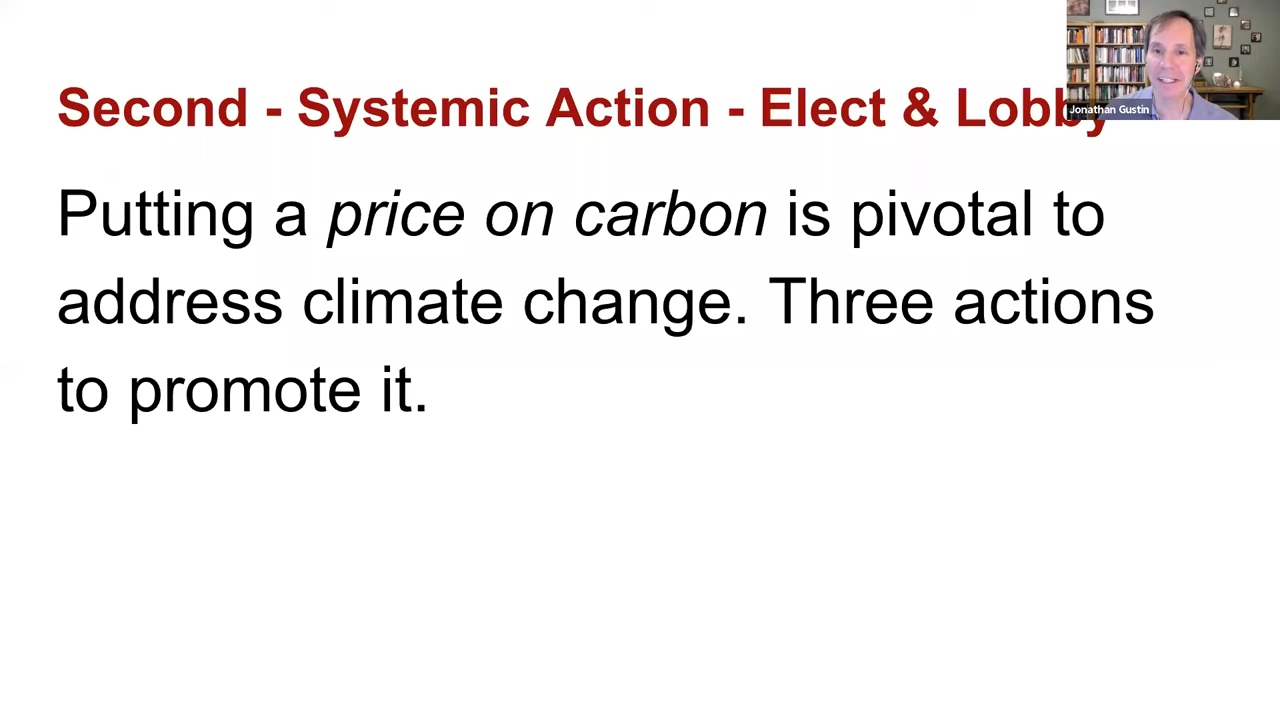 Second - Systemic Action - Elect & Lobby
Jonathan Gustin
Putting a price on carbon is pivotal to
address climate change. Three actions
to promote it.